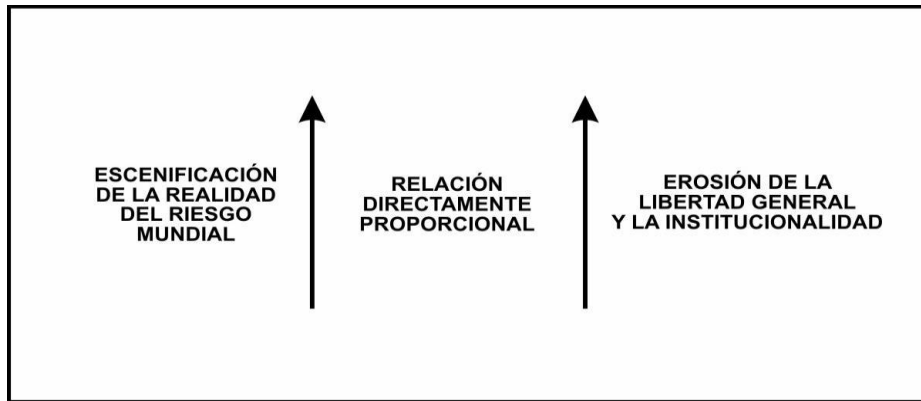 ESCENIFICACIÓN
DE LA REALIDAD
DEL RIESGO
MUNDIAL
RELACIÓN
DIRECTAMENTE
PROPORCIONAL
EROSIÓN DE LA
LIBERTAD GENERAL
Y LA INSTITUCIONALIDAD